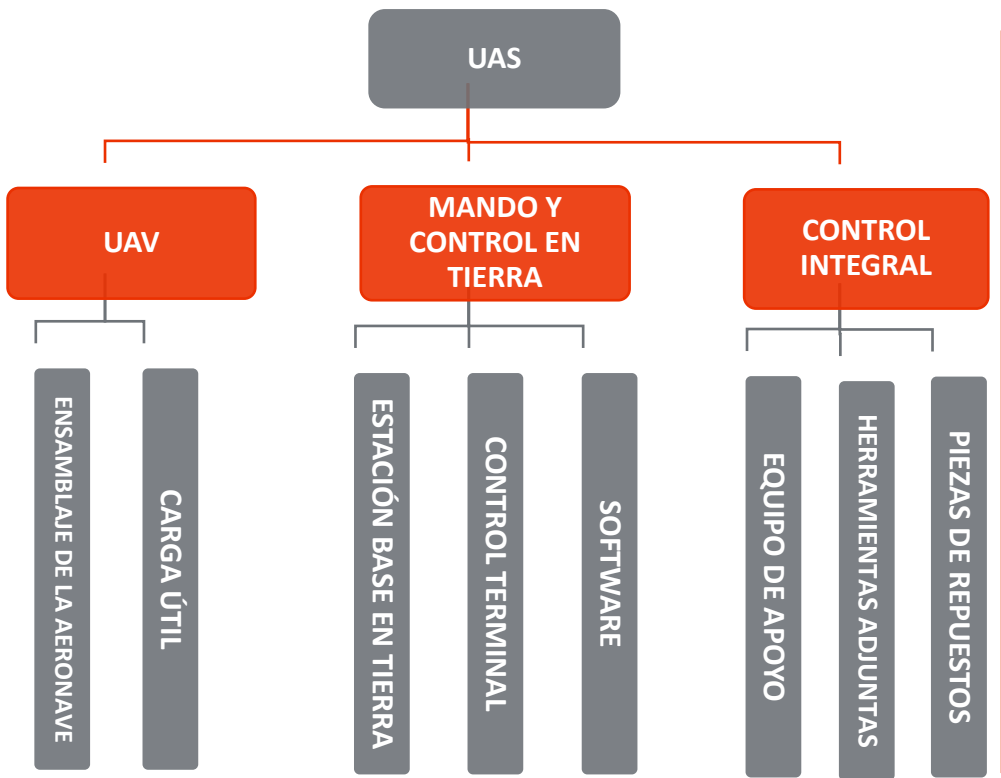 UAS
UAV
MANDO Y
CONTROL EN
TIERRA
CONTROL
INTEGRAL
ENSAMBLAJE DE LA AERONAVE
CARGA ÚTIL
ESTACIÓN BASE EN TIERRA
CONTROL TERMINAL
SOFTWARE
EQUIPO DE APOYO
HERRAMIENTAS ADJUNTAS
PIEZAS DE REPUESTOS